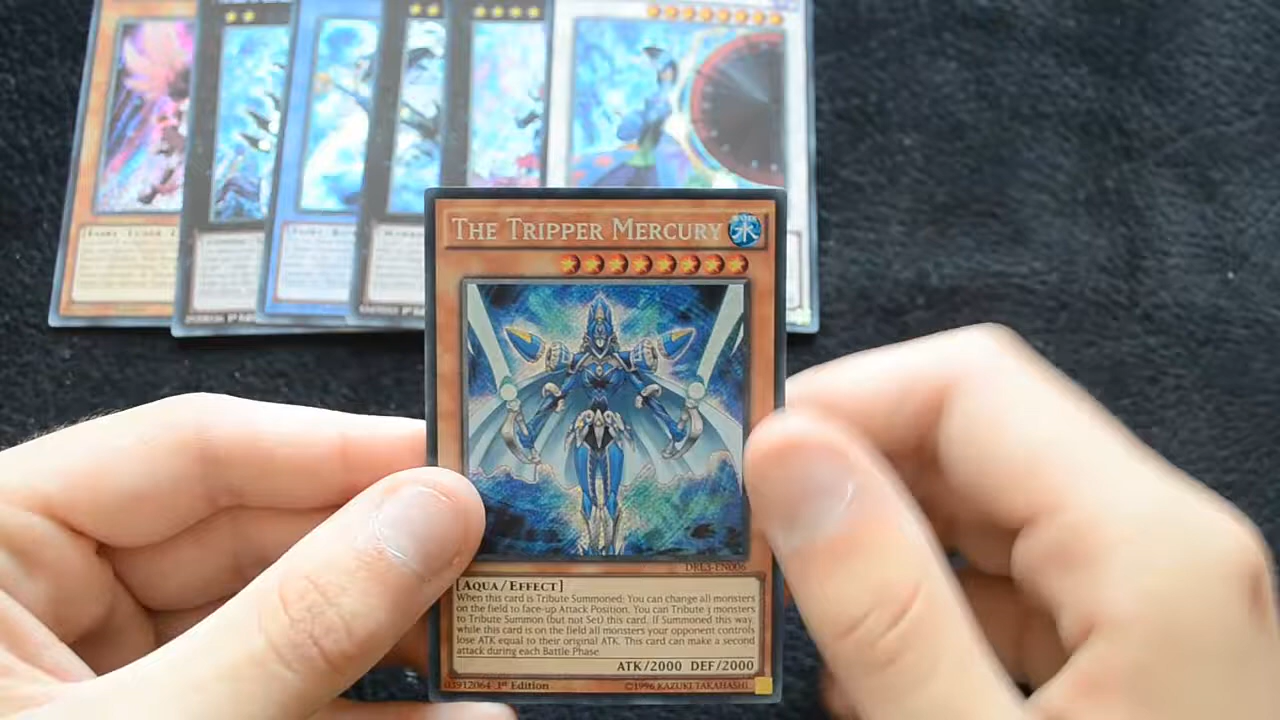 THE TRIPPER MERCURY
水
DRL3-EN006
[AQUA/EFFECT]
When this card is Tribute Summoned: You can change all monsters
on the field to face-up Attack Position. You can Tribute 3 monsters
to Tribute Summon (but not Set) this card. If Summoned this way,
while this card is on the field all monsters your opponent controls
lose ATK equal to their original ATK. This card can make a second
attack during each Battle Phase.
ATK/2000 DEF/2000
03912064 1st Edition ©1996 KAZUKI TAKAHASHI